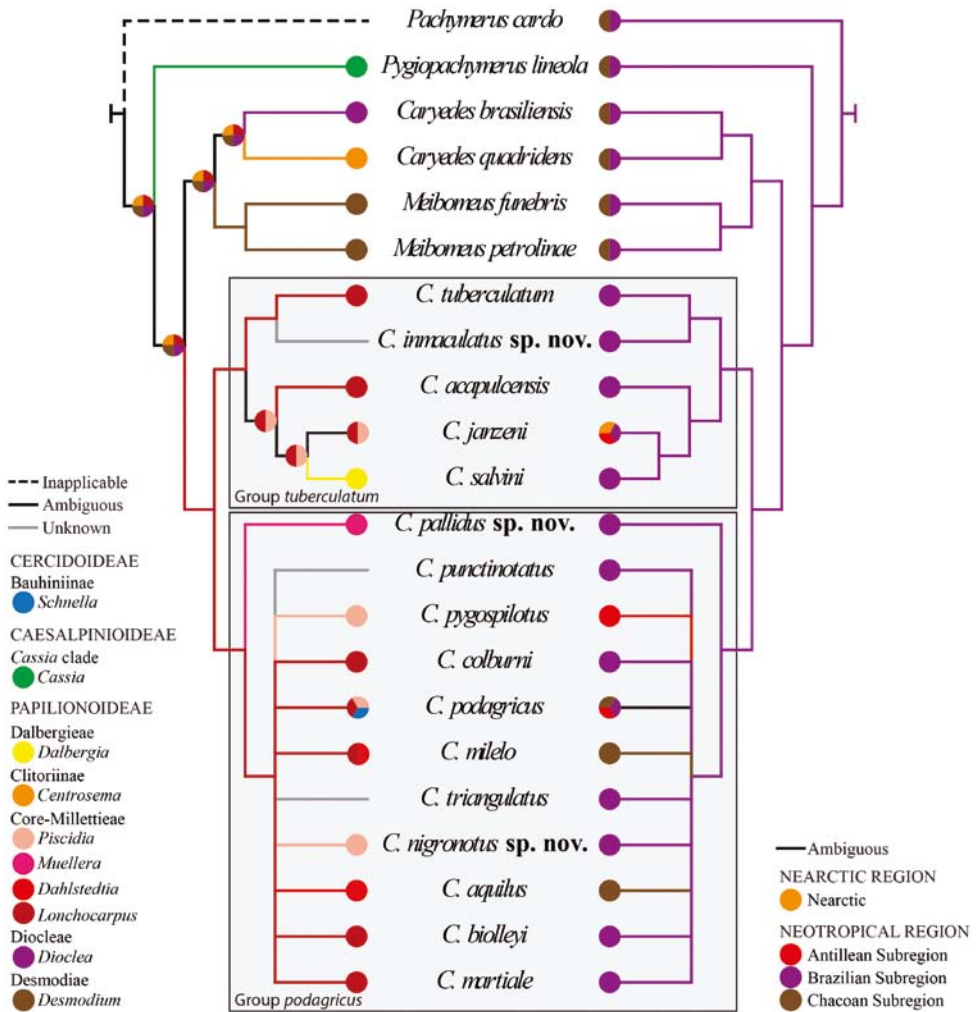 Pachymerus cardo
Pygiopachymerus lineola
Caryedes brasiliensis
Caryedes quadridens
Meibomeus funebris
Meibomeus petrolinae
C. tuberculatum
C. inmaculatus sp. nov.
C. acapulcensis
C. janzeni
C. salvini
Group tuberculatum
C. pallidus sp. nov.
C. punctinotatus
C. pygospilotus
C. colburni
C. podagricus
C. milelo
C. triangulatus
C. nigronotus sp. nov.
C. aquilus
C. biolleyi
C. martiale
Group podagricus
Inapplicable
Ambiguous
Unknown
CERCIDOIDEAE
Bauhiniinae
Schnella
CAESALPINIOIDEAE
Cassia clade
Cassia
PAPILIONOIDEAE
Dalbergieae
Dalbergia
Clitoriinae
Centrosema
Core-Millettieae
Piscidia
Muellera
Dahlstedtia
Lonchocarpus
Diocleae
Dioclea
Desmodiae
Desmodium
Ambiguous
NEARCTIC REGION
Nearctic
NEOTROPICAL REGION
Antillean Subregion
Brazilian Subregion
Chacoan Subregion